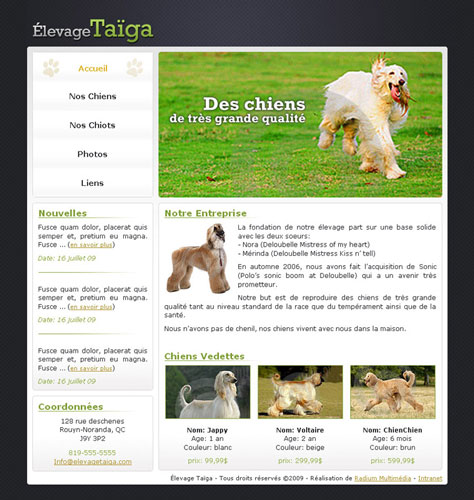 Élevage Taïga
Accueil
Nos Chiens
Nos Chiots
Photos
Liens
Des chiens
de très grande qualité
Nouvelles
Fusce quam dolor, placerat quis
semper et, pretium eu magna.
Fusce ... (en savoir plus)
Date: 16 juillet 09
Fusce quam dolor, placerat quis
semper et, pretium eu magna.
Fusce ... (en savoir plus)
Date: 16 juillet 09
Fusce quam dolor, placerat quis
semper et, pretium eu magna.
Fusce ... (en savoir plus)
Date: 16 juillet 09
Coordonnées
128 rue deschenes
Rouyn-Noranda, QC
J9Y 3P2
819-555-5555
Info@elevagetaiga.com
Notre Entreprise
La fondation de notre élevage part sur une base solide
avec les deux soeurs:
- Nora (Deloubelle Mistress of my heart)
- Mérinda (Deloubelle Mistress Kiss n' tell)
En automne 2006, nous avons fait l'acquisition de Sonic
(Polo's sonic boom at Deloubelle) qui a un avenir très
prometteur.
Notre but est de reproduire des chiens de très grande
qualité tant au niveau standard de la race que du tempérament ainsi que de la
santé.
Nous n'avons pas de chenil, nos chiens vivent avec nous dans la maison.
Chiens Vedettes
Nom: Jappy
Age: 1 an
Couleur: blanc
prix: 99,99$
Nom: Voltaire
Age: 2 an
Couleur: beige
prix: 299,99$
Nom: ChienChien
Age: 6 mois
Couleur: brun
prix: 599,99$
Élevage Taiga - Tous droits réservés ©2009 - Réalisation de Radium Multimédia - Intranet